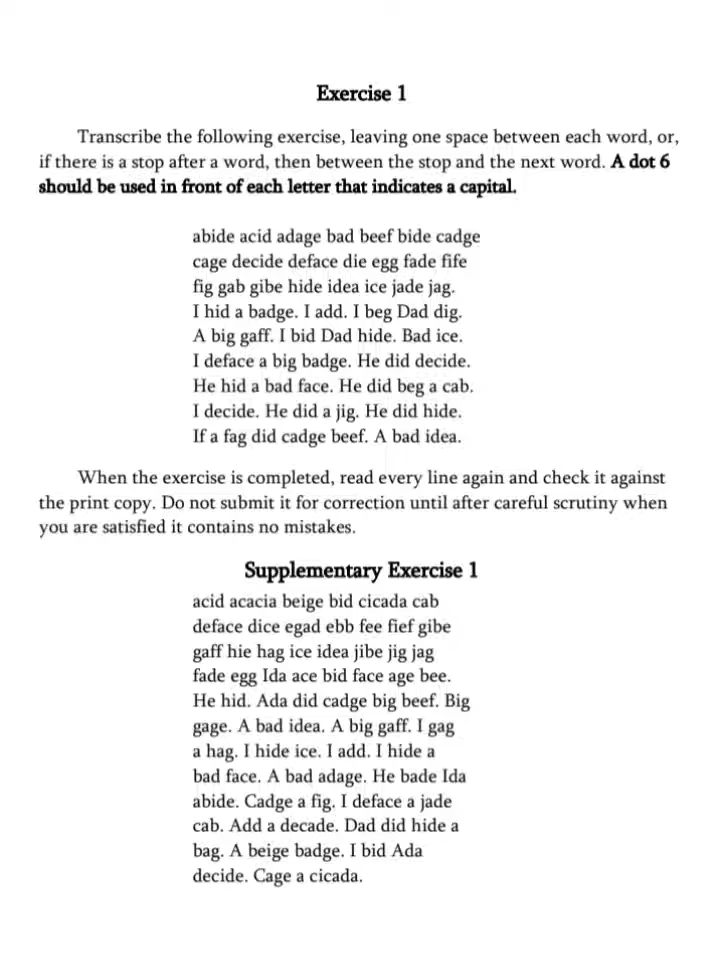 Exercise 1
Transcribe the following exercise, leaving one space between each word, or,
if there is a stop after a word, then between the stop and the next word. A dot 6
should be used in front of each letter that indicates a capital.
abide acid adage bad beef bide cadge
cage decide deface die egg fade fife
fig gab gibe hide idea ice jade jag.
I hid a badge. I add. I beg Dad dig.
A big gaff. I bid Dad hide. Bad ice.
I deface a big badge. He did decide.
He hid a bad face. He did beg a cab.
I decide. He did a jig. He did hide.
If a fag did cadge beef. A bad idea.
When the exercise is completed, read every line again and check it against
the print copy. Do not submit it for correction until after careful scrutiny when
you are satisfied it contains no mistakes.
Supplementary Exercise 1
acid acacia beige bid cicada cab
deface dice egad ebb fee fief gibe
gaff hie hag ice idea jibe jig jag
fade egg Ida ace bid face age bee.
He hid. Ada did cadge big beef. Big
gage. A bad idea. A big gaff. I gag
a hag. I hide ice. I add. I hide a
bad face. A bad adage. He bade Ida
abide. Cadge a fig. I deface a jade
cab. Add a decade. Dad did hide a
bag. A beige badge. I bid Ada
decide. Cage a cicada.